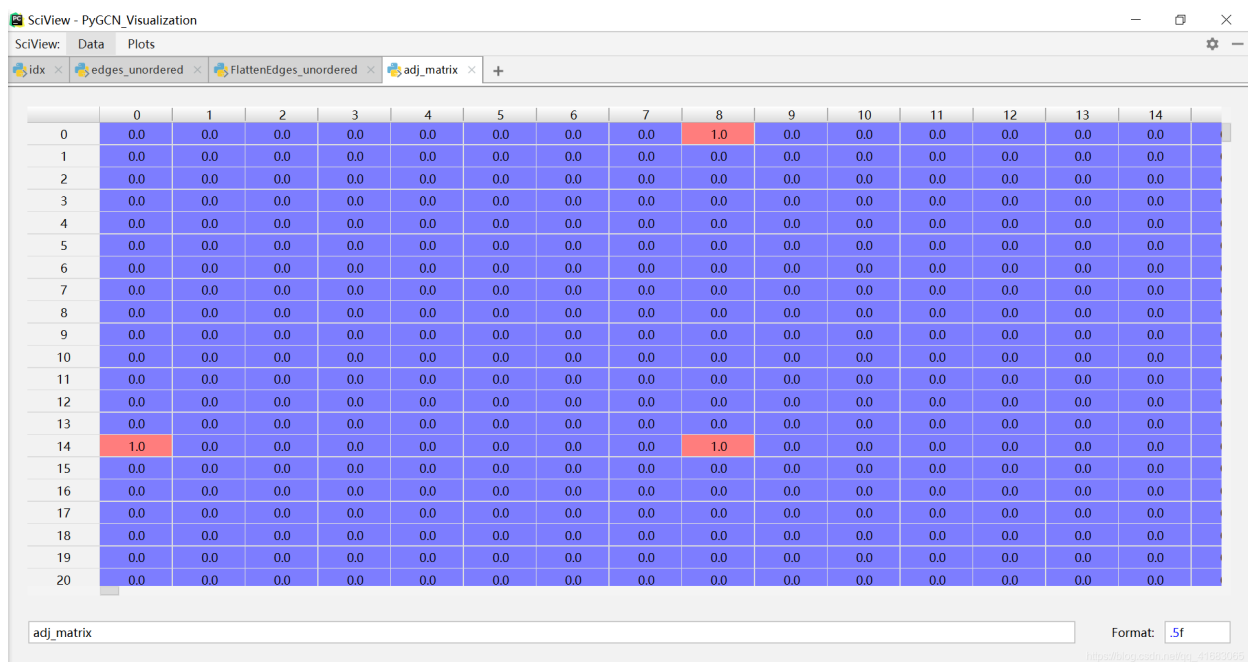 SciView - PyGCN_Visualization
SciView: Data Plots
idx edges_unordered FlattenEdges_unordered adj_matrix
0 1 2 3 4 5 6 7 8 9 10 11 12 13 14
0 0.0 0.0 0.0 0.0 0.0 0.0 0.0 0.0 1.0 0.0 0.0 0.0 0.0 0.0 0.0
1 0.0 0.0 0.0 0.0 0.0 0.0 0.0 0.0 0.0 0.0 0.0 0.0 0.0 0.0 0.0
2 0.0 0.0 0.0 0.0 0.0 0.0 0.0 0.0 0.0 0.0 0.0 0.0 0.0 0.0 0.0
3 0.0 0.0 0.0 0.0 0.0 0.0 0.0 0.0 0.0 0.0 0.0 0.0 0.0 0.0 0.0
4 0.0 0.0 0.0 0.0 0.0 0.0 0.0 0.0 0.0 0.0 0.0 0.0 0.0 0.0 0.0
5 0.0 0.0 0.0 0.0 0.0 0.0 0.0 0.0 0.0 0.0 0.0 0.0 0.0 0.0 0.0
6 0.0 0.0 0.0 0.0 0.0 0.0 0.0 0.0 0.0 0.0 0.0 0.0 0.0 0.0 0.0
7 0.0 0.0 0.0 0.0 0.0 0.0 0.0 0.0 0.0 0.0 0.0 0.0 0.0 0.0 0.0
8 0.0 0.0 0.0 0.0 0.0 0.0 0.0 0.0 0.0 0.0 0.0 0.0 0.0 0.0 0.0
9 0.0 0.0 0.0 0.0 0.0 0.0 0.0 0.0 0.0 0.0 0.0 0.0 0.0 0.0 0.0
10 0.0 0.0 0.0 0.0 0.0 0.0 0.0 0.0 0.0 0.0 0.0 0.0 0.0 0.0 0.0
11 0.0 0.0 0.0 0.0 0.0 0.0 0.0 0.0 0.0 0.0 0.0 0.0 0.0 0.0 0.0
12 0.0 0.0 0.0 0.0 0.0 0.0 0.0 0.0 0.0 0.0 0.0 0.0 0.0 0.0 0.0
13 0.0 0.0 0.0 0.0 0.0 0.0 0.0 0.0 0.0 0.0 0.0 0.0 0.0 0.0 0.0
14 1.0 0.0 0.0 0.0 0.0 0.0 0.0 0.0 1.0 0.0 0.0 0.0 0.0 0.0 0.0
15 0.0 0.0 0.0 0.0 0.0 0.0 0.0 0.0 0.0 0.0 0.0 0.0 0.0 0.0 0.0
16 0.0 0.0 0.0 0.0 0.0 0.0 0.0 0.0 0.0 0.0 0.0 0.0 0.0 0.0 0.0
17 0.0 0.0 0.0 0.0 0.0 0.0 0.0 0.0 0.0 0.0 0.0 0.0 0.0 0.0 0.0
18 0.0 0.0 0.0 0.0 0.0 0.0 0.0 0.0 0.0 0.0 0.0 0.0 0.0 0.0 0.0
19 0.0 0.0 0.0 0.0 0.0 0.0 0.0 0.0 0.0 0.0 0.0 0.0 0.0 0.0 0.0
20 0.0 0.0 0.0 0.0 0.0 0.0 0.0 0.0 0.0 0.0 0.0 0.0 0.0 0.0 0.0
adj_matrix Format: .5f